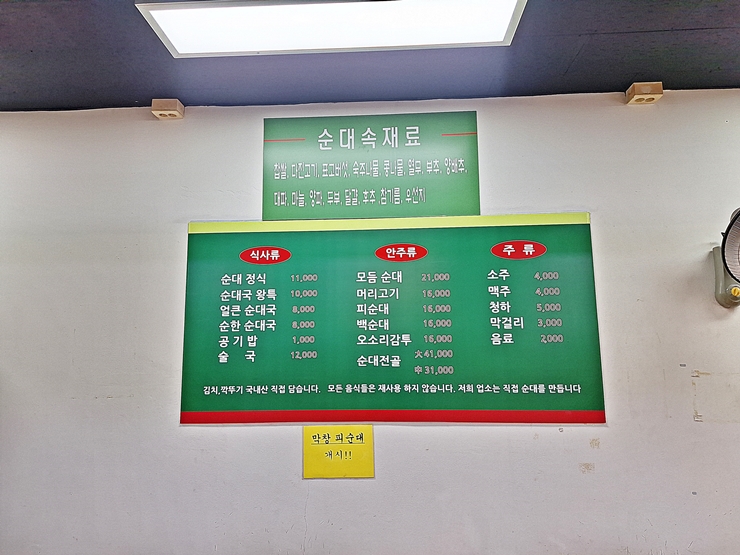 순대속재료
찹쌀, 다진고기, 표고버섯, 숙주나물, 콩나물, 열무, 부추, 양배추,
대파, 마늘, 양파, 두부, 달걀, 후추, 참기름, 우선지
식사류
순대 정식 11,000
순대국 왕특 10,000
얼큰 순대국 8,000
순한 순대국 8,000
공기밥 1,000
술 국 12,000
안주류
모듬 순대 21,000
머리고기 16,000
피순대 16,000
백순대 16,000
오소리감투 16,000
순대전골 大 41,000
中 31,000
주 류
소주 4,000
맥주 4,000
청하 5,000
막걸리 3,000
음료 2,000
김치,깍뚜기 국내산 직접 담습니다. 모든 음식들은 재사용 하지 않습니다. 저희 업소는 직접 순대를 만듭니다
막창 피순대
개시!!